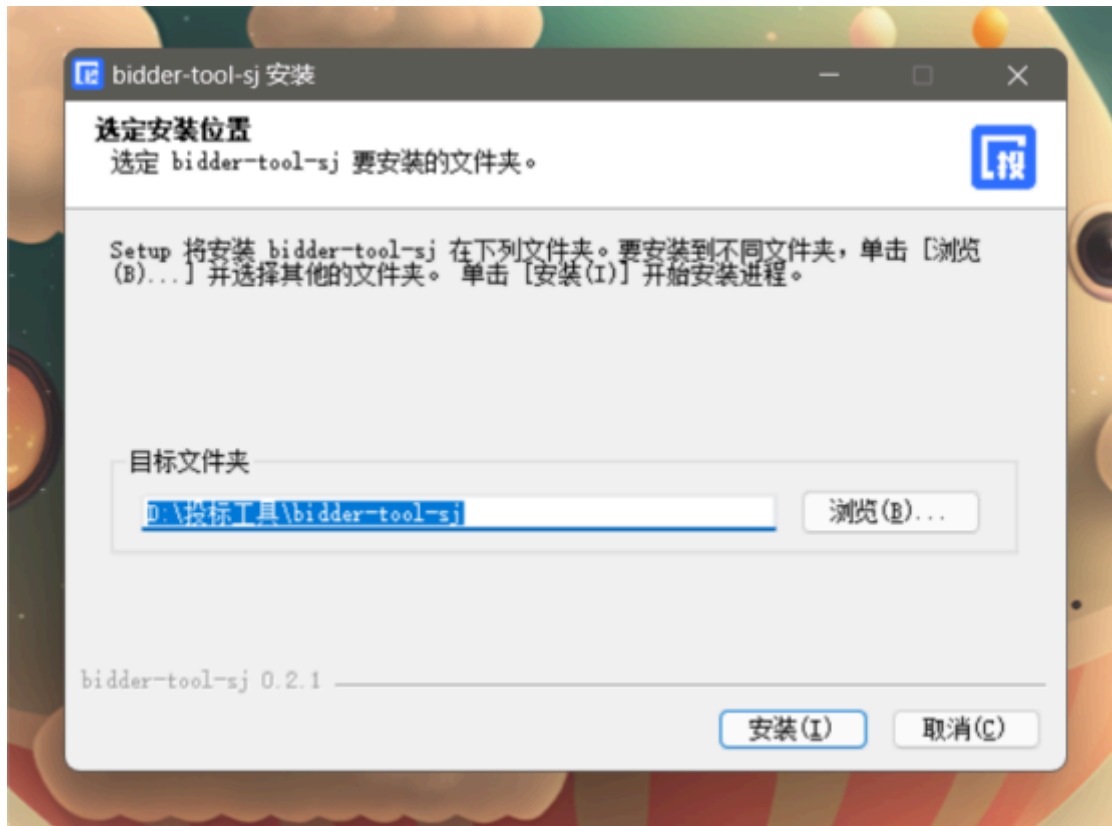 投 bidder-tool-sj 安装
选定安装位置
选定 bidder-tool-sj 要安装的文件夹。
投
Setup 将安装 bidder-tool-sj 在下列文件夹。要安装到不同文件夹，单击 [浏览
(B)...] 并选择其他的文件夹。 单击 [安装(I)] 开始安装进程。
目标文件夹
D:\投标工具\bidder-tool-sj
浏览(B)...
bidder-tool-sj 0.2.1
安装(I)
取消(C)